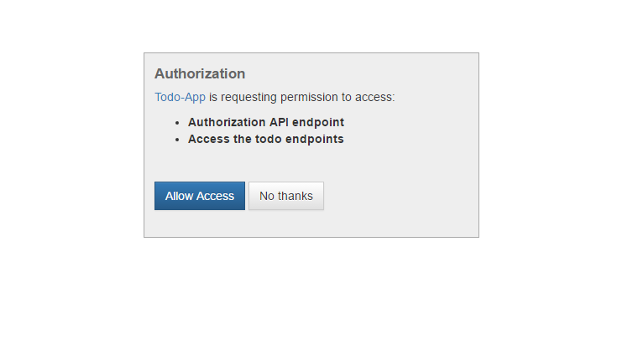 Authorization
Todo-App is requesting permission to access:
• Authorization API endpoint
• Access the todo endpoints
Allow Access No thanks